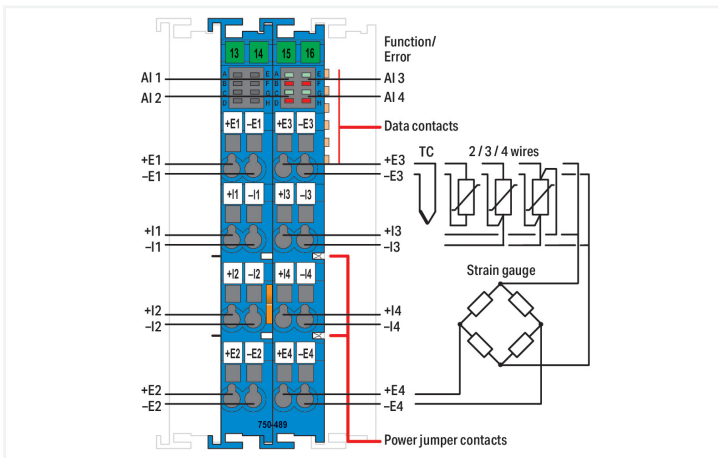 Function/
Error
13 14 15 16
A E A E
B F B F
C G C G
D H D H
AI 1
AI 2
AI 3
AI 4
Data contacts
+E1 –E1 +E3 –E3
+E1
–E1
+E3
–E3
TC
2 / 3 / 4 wires
+I1 –I1 +I3 –I3
+I1
–I1
+I3
–I3
+I2 –I2 +I4 –I4
Strain gauge
+I2
–I2
+I4
–I4
+E2 –E2 +E4 –E4
+E2
–E2
+E4
–E4
750-489
Power jumper contacts